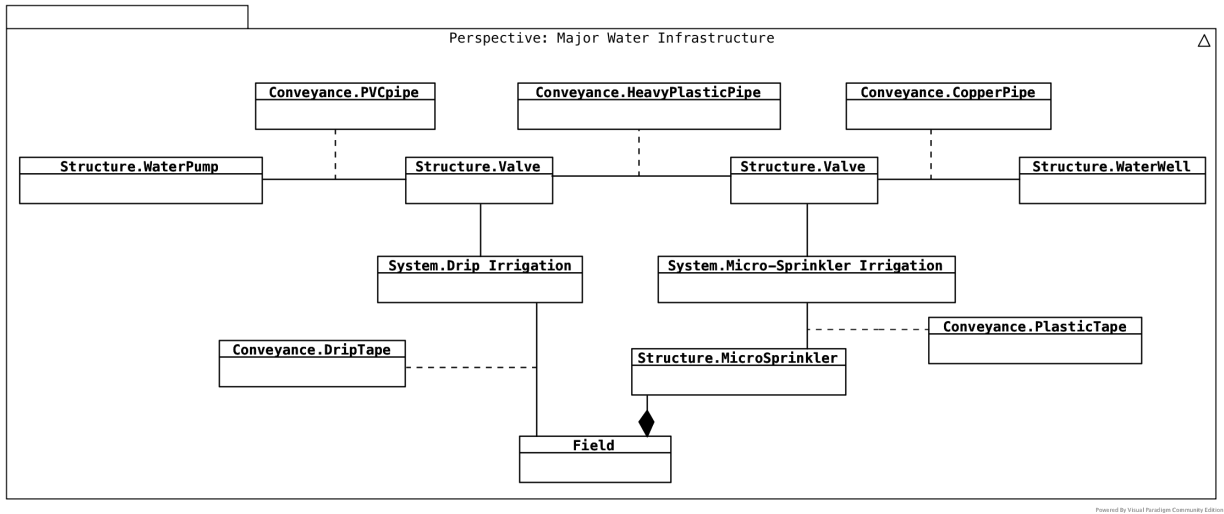 Perspective: Major Water Infrastructure
Conveyance.PVCpipe
Conveyance.HeavyPlasticPipe
Conveyance.CopperPipe
Structure.WaterPump
Structure.Valve
Structure.Valve
Structure.WaterWell
System.Drip Irrigation
System.Micro-Sprinkler Irrigation
Conveyance.PlasticTape
Conveyance.DripTape
Structure.MicroSprinkler
Field
Powered By Visual Paradigm Community Edition